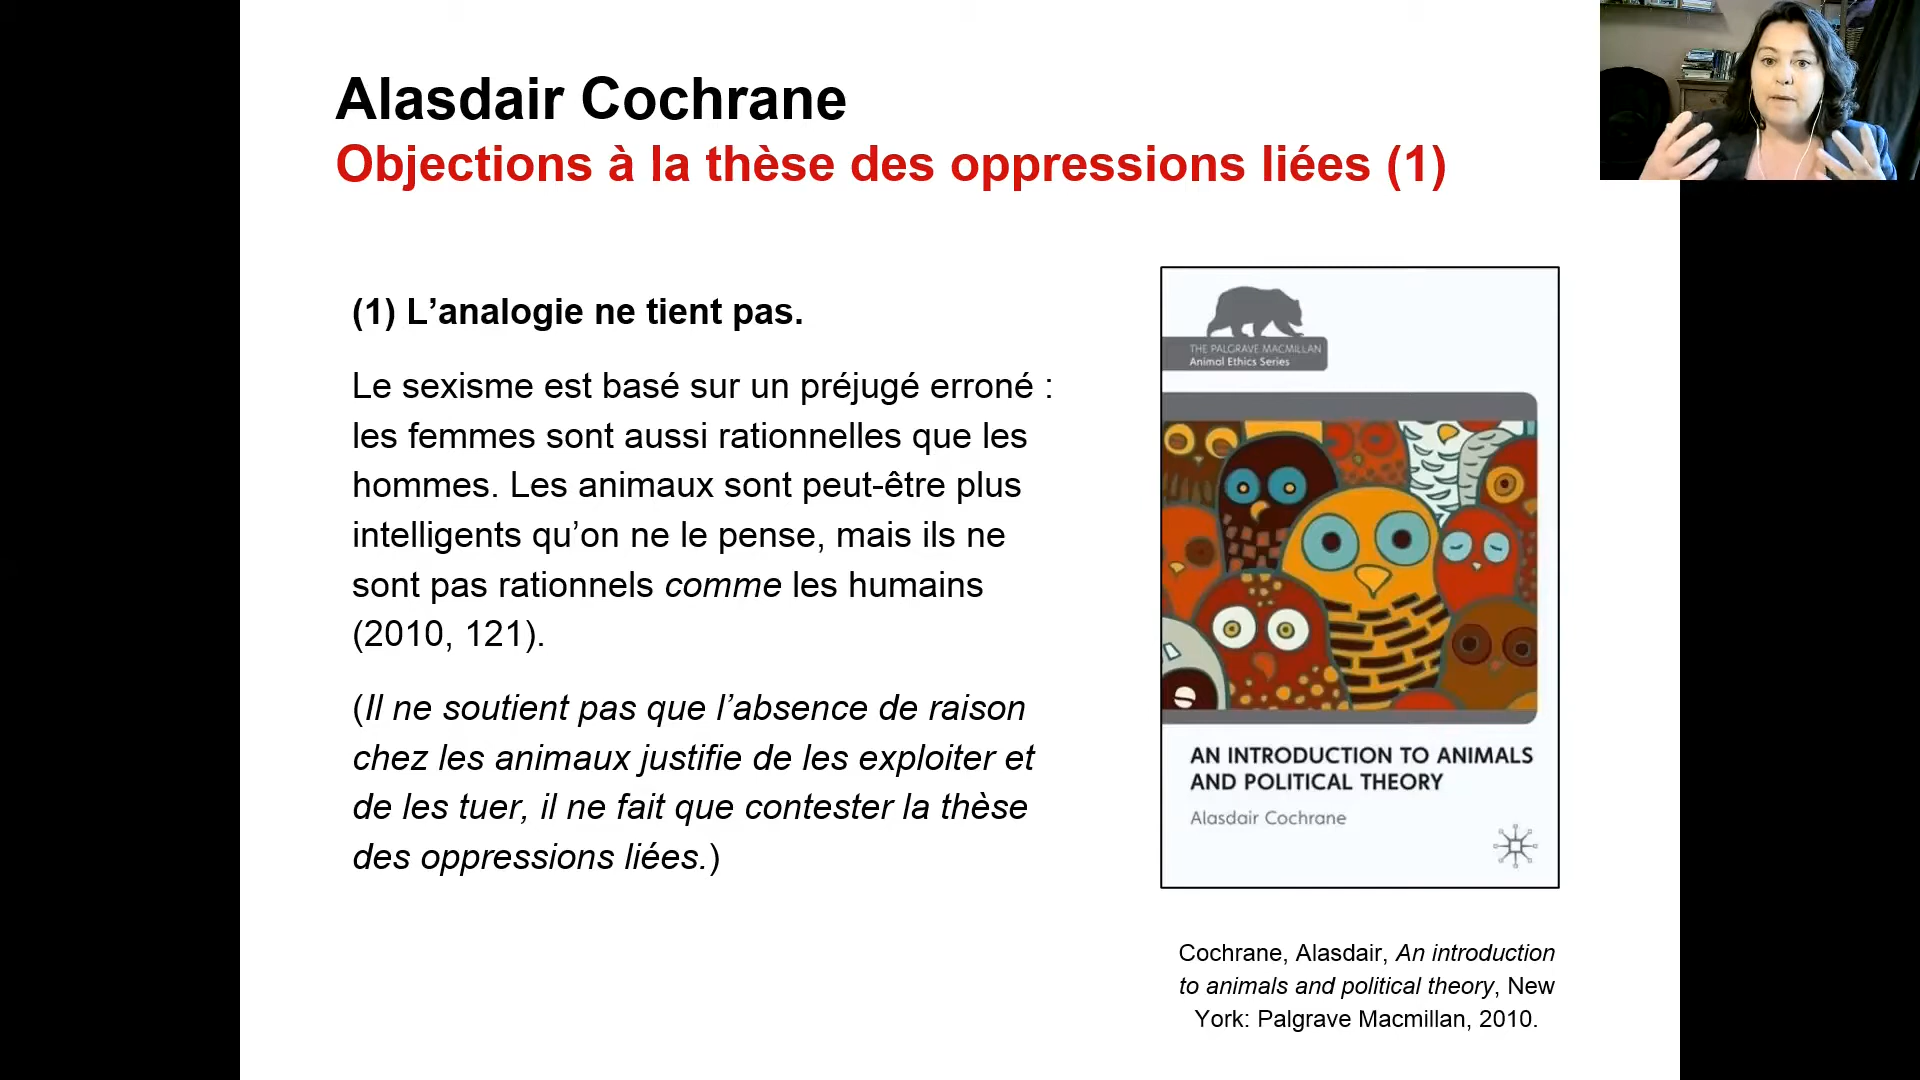 Alasdair Cochrane
Objections à la thèse des oppressions liées (1)
(1) L’analogie ne tient pas.
Le sexisme est basé sur un préjugé erroné :
les femmes sont aussi rationnelles que les
hommes. Les animaux sont peut-être plus
intelligents qu’on ne le pense, mais ils ne
sont pas rationnels comme les humains
(2010, 121).
(Il ne soutient pas que l’absence de raison
chez les animaux justifie de les exploiter et
de les tuer, il ne fait que contester la thèse
des oppressions liées.)
THE PALGRAVE MACMILLAN
Animal Ethics Series
AN INTRODUCTION TO ANIMALS
AND POLITICAL THEORY
Alasdair Cochrane
Cochrane, Alasdair, An introduction
to animals and political theory, New
York: Palgrave Macmillan, 2010.